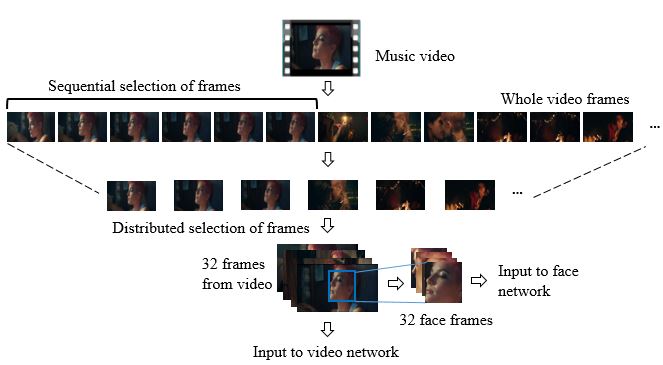 Music video
Sequential selection of frames
Whole video frames
...
...
Distributed selection of frames
32 frames
from video
Input to face
network
32 face frames
Input to video network